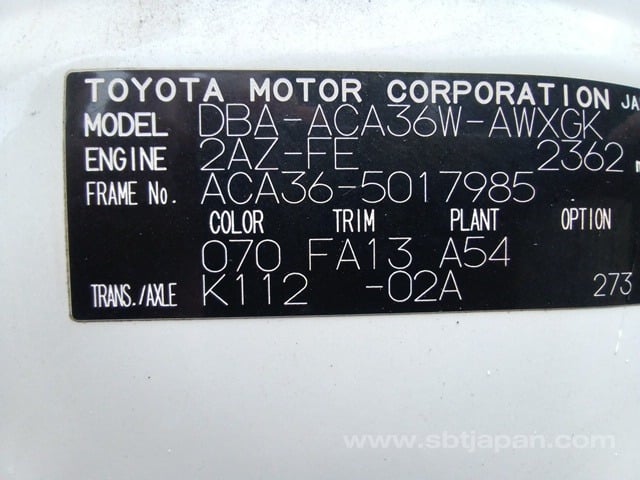 TOYOTA MOTOR CORPORATION JA
MODEL DBA-ACA36W-AWXGK
ENGINE 2AZ-FE 2362
FRAME No. ACA36-5017985
COLOR TRIM PLANT OPTION
070 FA13 A54
TRANS./AXLE K112 -02A 273
www.sbtjapan.com